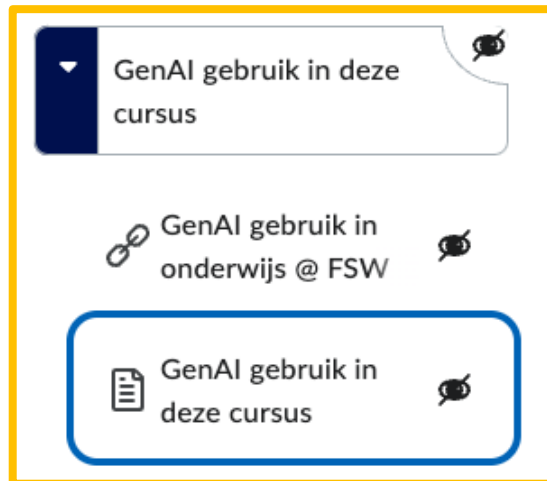 GenAI gebruik in deze
cursus
GenAI gebruik in
onderwijs @ FSW
GenAI gebruik in
deze cursus